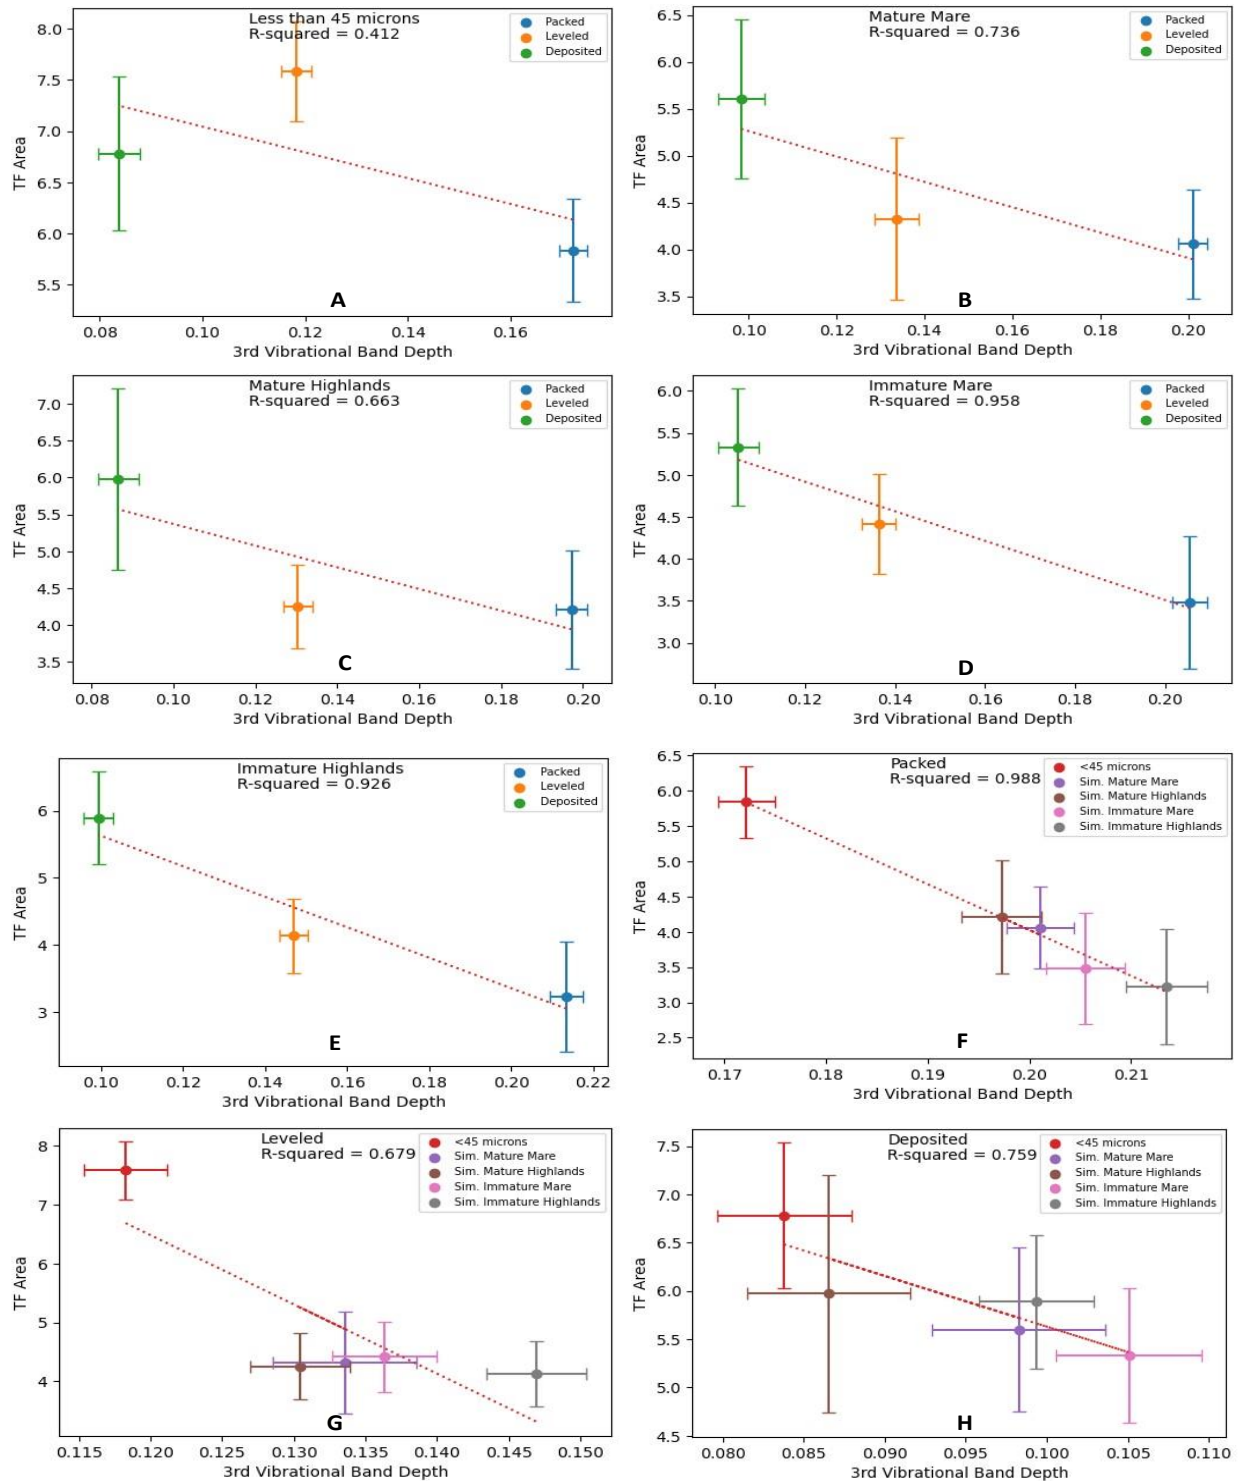 Less than 45 microns
R-squared = 0.412
Packed
Leveled
Deposited
8.0
7.5
7.0
6.5
6.0
5.5
TF Area
A
0.08 0.10 0.12 0.14 0.16
3rd Vibrational Band Depth
Mature Mare
R-squared = 0.736
Packed
Leveled
Deposited
6.5
6.0
5.5
5.0
4.5
4.0
3.5
TF Area
B
0.10 0.12 0.14 0.16 0.18 0.20
3rd Vibrational Band Depth
Mature Highlands
R-squared = 0.663
Packed
Leveled
Deposited
7.0
6.5
6.0
5.5
5.0
4.5
4.0
3.5
TF Area
C
0.08 0.10 0.12 0.14 0.16 0.18 0.20
3rd Vibrational Band Depth
Immature Mare
R-squared = 0.958
Packed
Leveled
Deposited
6.0
5.5
5.0
4.5
4.0
3.5
3.0
TF Area
D
0.10 0.12 0.14 0.16 0.18 0.20
3rd Vibrational Band Depth
Immature Highlands
R-squared = 0.926
Packed
Leveled
Deposited
6
5
4
3
TF Area
E
0.10 0.12 0.14 0.16 0.18 0.20 0.22
3rd Vibrational Band Depth
Packed
R-squared = 0.988
<45 microns
Sim. Mature Mare
Sim. Mature Highlands
Sim. Immature Mare
Sim. Immature Highlands
6.5
6.0
5.5
5.0
4.5
4.0
3.5
3.0
2.5
TF Area
F
0.17 0.18 0.19 0.20 0.21
3rd Vibrational Band Depth
Leveled
R-squared = 0.679
<45 microns
Sim. Mature Mare
Sim. Mature Highlands
Sim. Immature Mare
Sim. Immature Highlands
8
7
6
5
4
TF Area
G
0.115 0.120 0.125 0.130 0.135 0.140 0.145 0.150
3rd Vibrational Band Depth
Deposited
R-squared = 0.759
<45 microns
Sim. Mature Mare
Sim. Mature Highlands
Sim. Immature Mare
Sim. Immature Highlands
7.5
7.0
6.5
6.0
5.5
5.0
4.5
TF Area
H
0.080 0.085 0.090 0.095 0.100 0.105 0.110
3rd Vibrational Band Depth